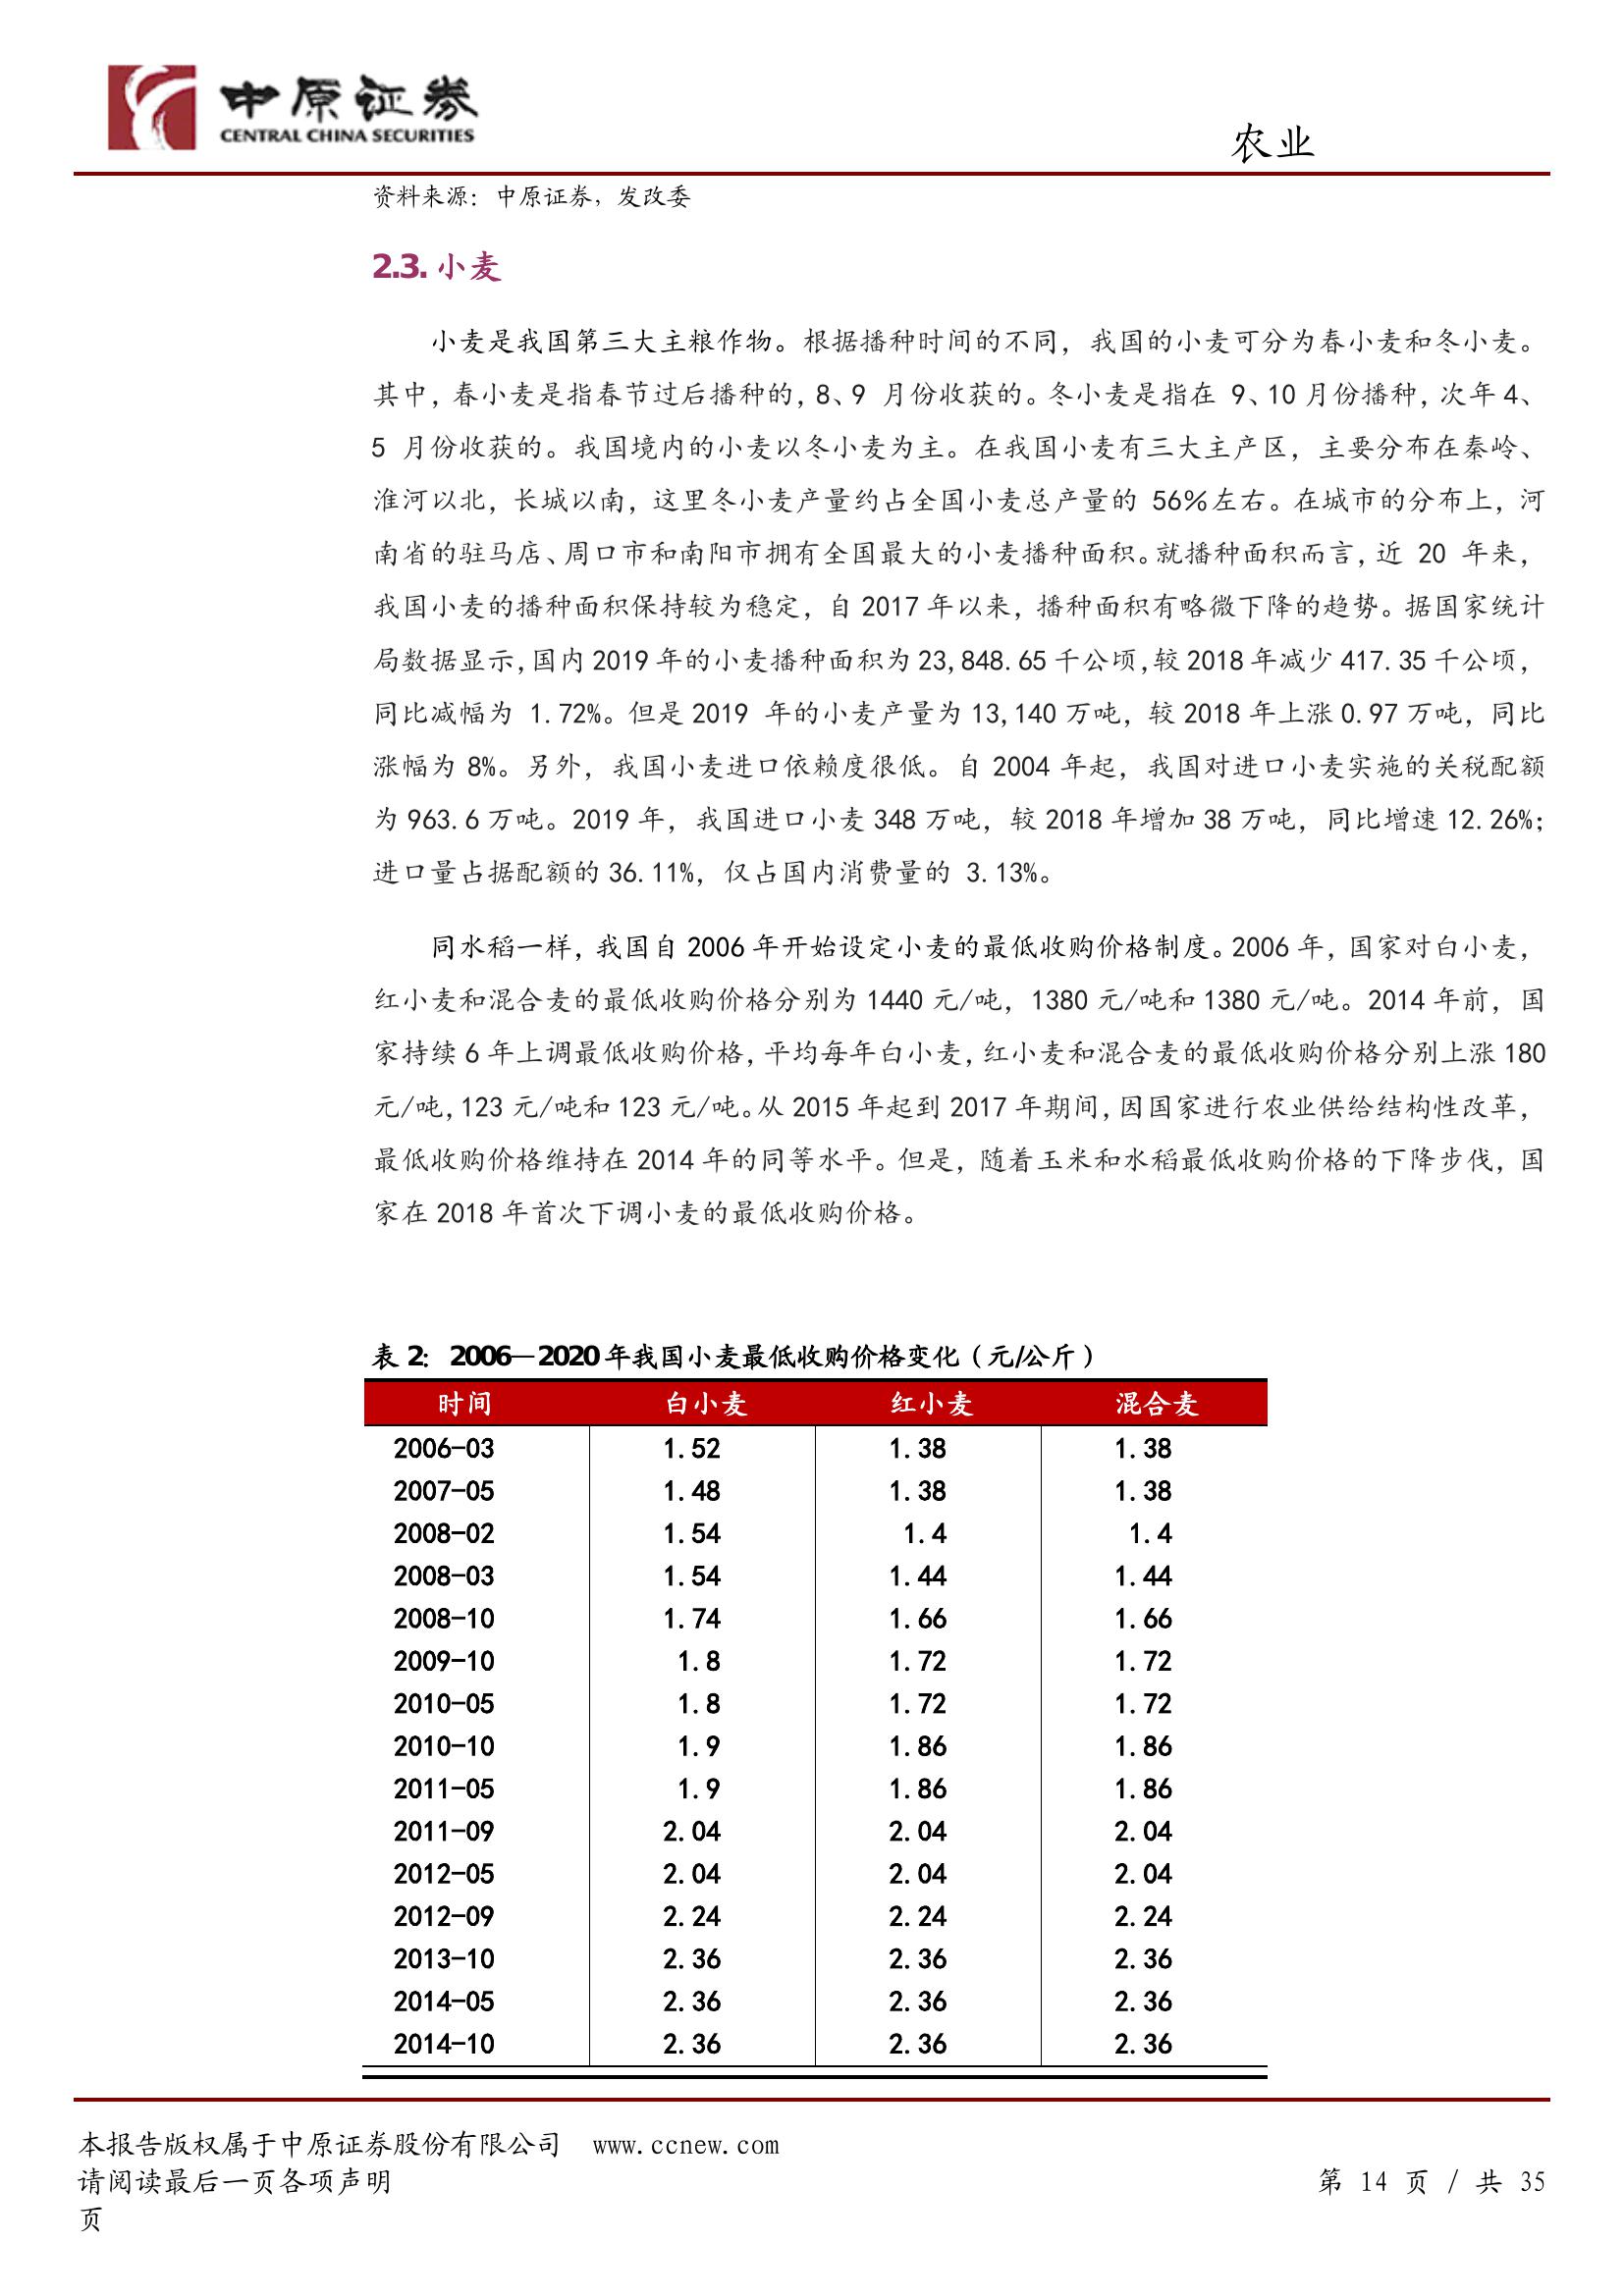 中原证券
CENTRAL CHINA SECURITIES
农业
资料来源：中原证券，发改委
2.3. 小麦
小麦是我国第三大主粮作物。根据播种时间的不同，我国的小麦可分为春小麦和冬小麦。
其中，春小麦是指春节过后播种的，8、9 月份收获的。冬小麦是指在 9、10 月份播种，次年 4、
5 月份收获的。我国境内的小麦以冬小麦为主。在我国小麦有三大主产区，主要分布在秦岭、
淮河以北，长城以南，这里冬小麦产量约占全国小麦总产量的 56%左右。在城市的分布上，河
南省的驻马店、周口市和南阳市拥有全国最大的小麦播种面积。就播种面积而言，近 20 年来，
我国小麦的播种面积保持较为稳定，自 2017 年以来，播种面积有略微下降的趋势。据国家统计
局数据显示，国内 2019 年的小麦播种面积为 23,848.65 千公顷，较 2018 年减少 417.35 千公顷，
同比减幅为 1.72%。但是 2019 年的小麦产量为 13,140 万吨，较 2018 年上涨 0.97 万吨，同比
涨幅为 8%。另外，我国小麦进口依赖度很低。自 2004 年起，我国对进口小麦实施的关税配额
为 963.6 万吨。2019 年，我国进口小麦 348 万吨，较 2018 年增加 38 万吨，同比增速 12.26%；
进口量占据配额的 36.11%，仅占国内消费量的 3.13%。
同水稻一样，我国自 2006 年开始设定小麦的最低收购价格制度。2006 年，国家对白小麦，
红小麦和混合麦的最低收购价格分别为 1440 元/吨，1380 元/吨和 1380 元/吨。2014 年前，国
家持续 6 年上调最低收购价格，平均每年白小麦，红小麦和混合麦的最低收购价格分别上涨 180
元/吨，123 元/吨和 123 元/吨。从 2015 年起到 2017 年期间，因国家进行农业供给结构性改革，
最低收购价格维持在 2014 年的同等水平。但是，随着玉米和水稻最低收购价格的下降步伐，国
家在 2018 年首次下调小麦的最低收购价格。
表 2： 2006—2020 年我国小麦最低收购价格变化（元/公斤）
时间 白小麦 红小麦 混合麦
2006-03 1.52 1.38 1.38
2007-05 1.48 1.38 1.38
2008-02 1.54 1.4 1.4
2008-03 1.54 1.44 1.44
2008-10 1.74 1.66 1.66
2009-10 1.8 1.72 1.72
2010-05 1.8 1.72 1.72
2010-10 1.9 1.86 1.86
2011-05 1.9 1.86 1.86
2011-09 2.04 2.04 2.04
2012-05 2.04 2.04 2.04
2012-09 2.24 2.24 2.24
2013-10 2.36 2.36 2.36
2014-05 2.36 2.36 2.36
2014-10 2.36 2.36 2.36
本报告版权属于中原证券股份有限公司 www.ccnew.com
请阅读最后一页各项声明 第 14 页 / 共 35
页